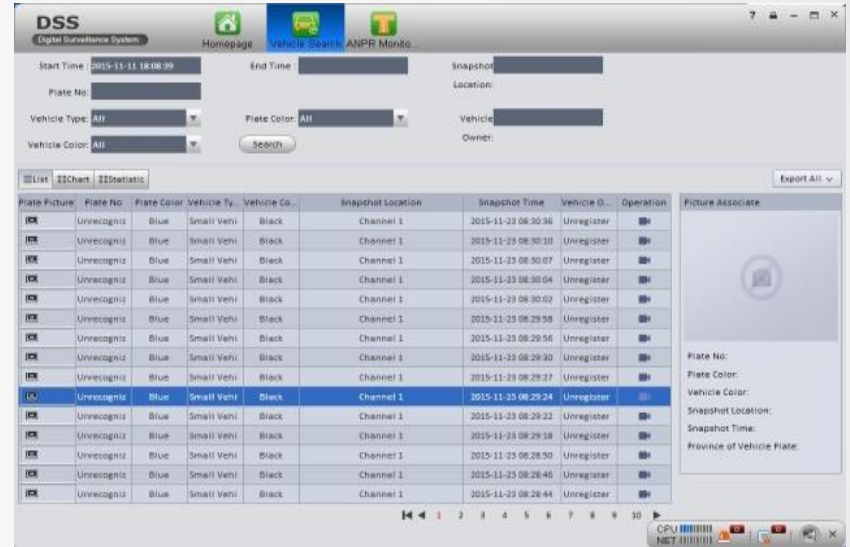 DSS
Digital Surveillance System
Homepage
Vehicle Search
ANPR Monito...
Start Time: 2015-11-11 18:08:39
End Time:
Snapshot Location:
Plate No:
Vehicle Type: All
Plate Color: All
Vehicle Owner:
Vehicle Color: All
Search
List Chart Statistic
Export All
Plate Picture Plate No Plate Color Vehicle Ty... Vehicle Co... Snapshot Location Snapshot Time Vehicle O... Operation
Unrecogniz Blue Small Vehi Black Channel 1 2015-11-23 08:30:36 Unregister
Unrecogniz Blue Small Vehi Black Channel 1 2015-11-23 08:30:10 Unregister
Unrecogniz Blue Small Vehi Black Channel 1 2015-11-23 08:30:07 Unregister
Unrecogniz Blue Small Vehi Black Channel 1 2015-11-23 08:30:04 Unregister
Unrecogniz Blue Small Vehi Black Channel 1 2015-11-23 08:30:02 Unregister
Unrecogniz Blue Small Vehi Black Channel 1 2015-11-23 08:29:58 Unregister
Unrecogniz Blue Small Vehi Black Channel 1 2015-11-23 08:29:56 Unregister
Unrecogniz Blue Small Vehi Black Channel 1 2015-11-23 08:29:30 Unregister
Unrecogniz Blue Small Vehi Black Channel 1 2015-11-23 08:29:27 Unregister
Unrecogniz Blue Small Vehi Black Channel 1 2015-11-23 08:29:24 Unregister
Unrecogniz Blue Small Vehi Black Channel 1 2015-11-23 08:29:22 Unregister
Unrecogniz Blue Small Vehi Black Channel 1 2015-11-23 08:29:18 Unregister
Unrecogniz Blue Small Vehi Black Channel 1 2015-11-23 08:28:50 Unregister
Unrecogniz Blue Small Vehi Black Channel 1 2015-11-23 08:28:46 Unregister
Unrecogniz Blue Small Vehi Black Channel 1 2015-11-23 08:28:44 Unregister
Picture Associate
Plate No:
Plate Color:
Vehicle Color:
Snapshot Location:
Snapshot Time:
Province of Vehicle Plate:
1 2 3 4 5 6 7 8 9 10
CPU
NET